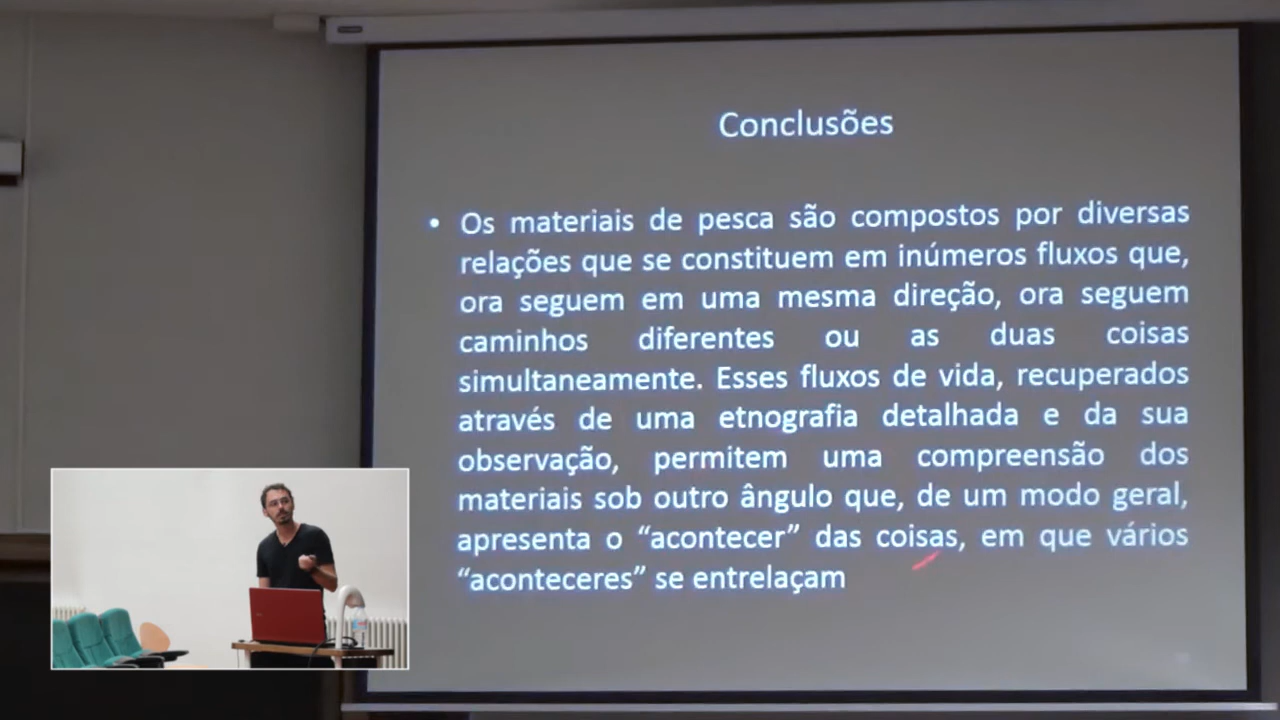 Conclusões
• Os materiais de pesca são compostos por diversas
relações que se constituem em inúmeros fluxos que,
ora seguem em uma mesma direção, ora seguem
caminhos diferentes ou as duas coisas
simultaneamente. Esses fluxos de vida, recuperados
através de uma etnografia detalhada e da sua
observação, permitem uma compreensão dos
materiais sob outro ângulo que, de um modo geral,
apresenta o “acontecer” das coisas, em que vários
“aconteceres” se entrelaçam